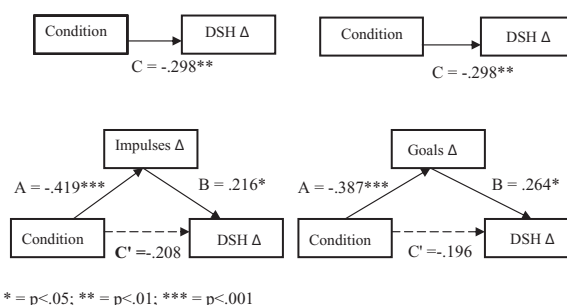 Condition DSH Δ Condition DSH Δ
C = -.298** C = -.298**
Impulses Δ Goals Δ
A = -.419*** B = .216* A = -.387*** B = .264*
Condition DSH Δ Condition DSH Δ
C' =-.208 C' =-.196
* = p<.05; ** = p<.01; *** = p<.001